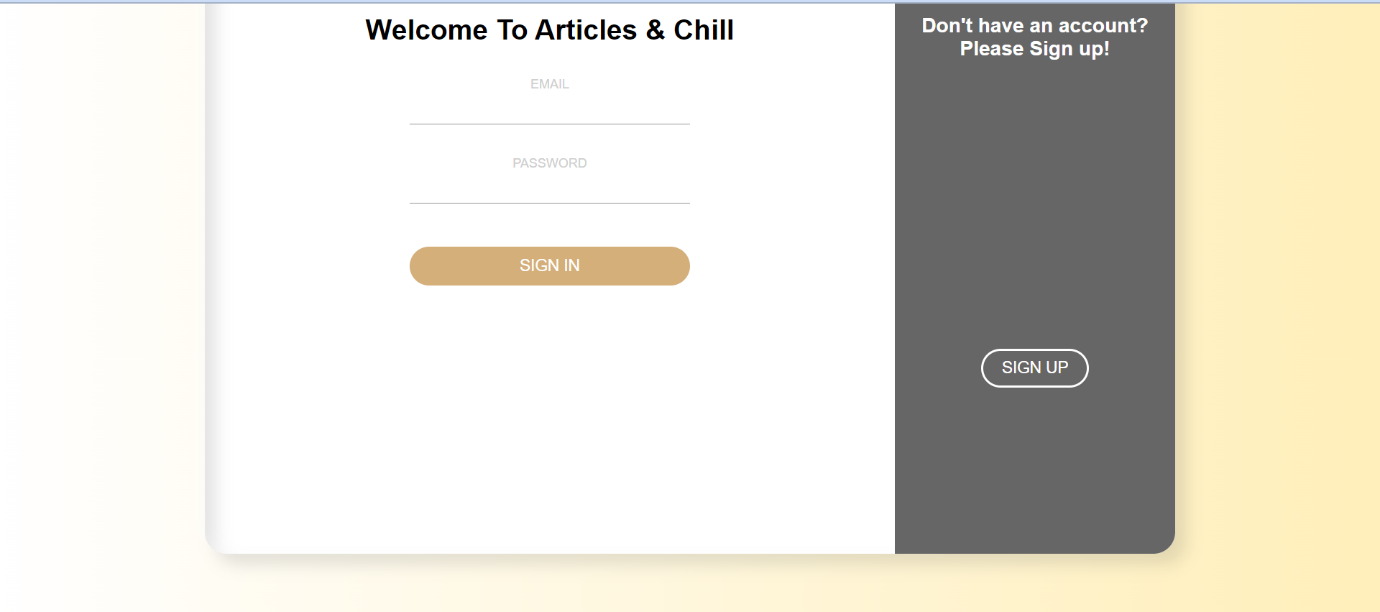 Welcome To Articles & Chill
EMAIL
PASSWORD
SIGN IN
Don't have an account?
Please Sign up!
SIGN UP